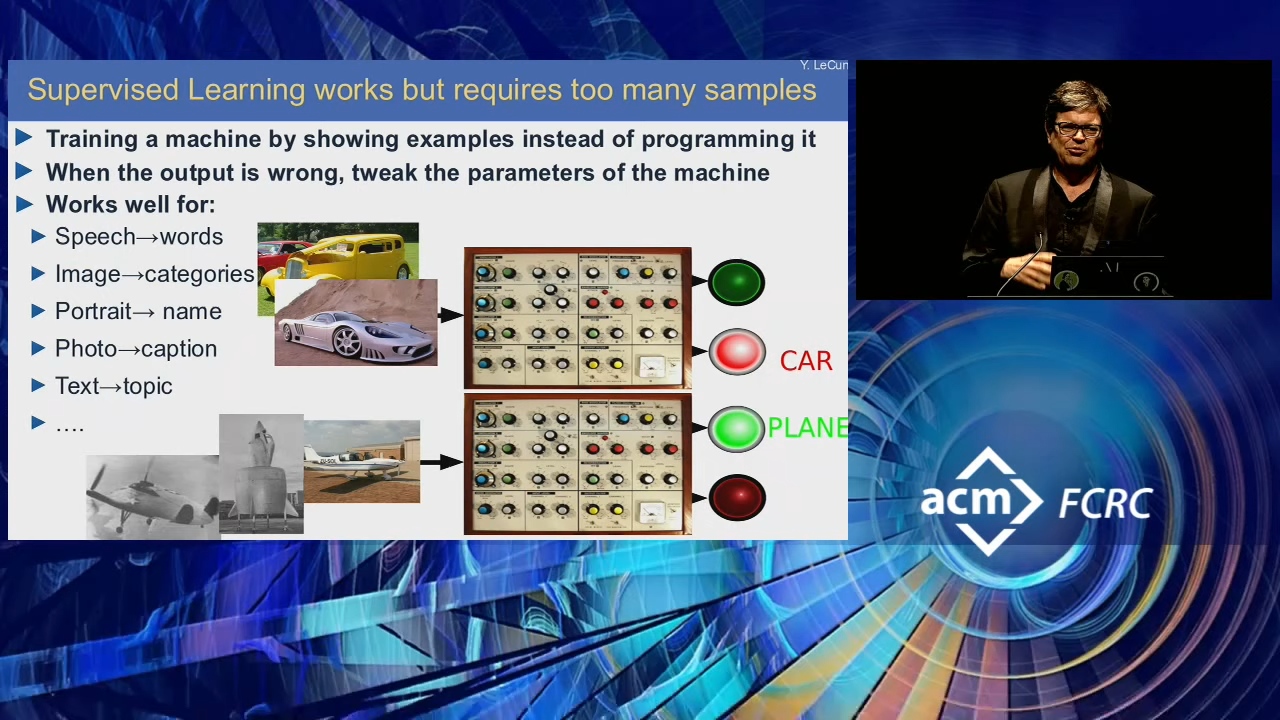 Y. LeCun
Supervised Learning works but requires too many samples
Training a machine by showing examples instead of programming it
When the output is wrong, tweak the parameters of the machine
Works well for:
Speech→words
Image→categories
Portrait→ name
Photo→caption
Text→topic
….
CAR
PLANE
acm FCRC